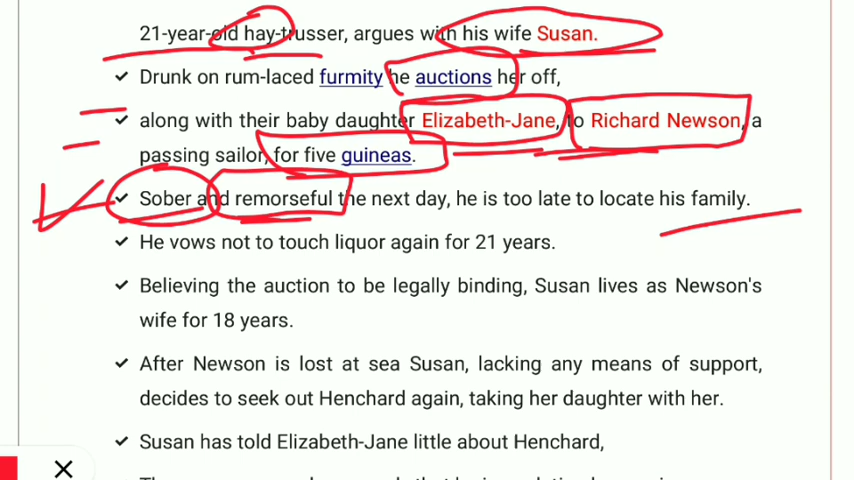 21-year-old hay-trusser, argues with his wife Susan.
Drunk on rum-laced furmity he auctions her off,
along with their baby daughter Elizabeth-Jane, to Richard Newson, a
passing sailor, for five guineas.
Sober and remorseful the next day, he is too late to locate his family.
He vows not to touch liquor again for 21 years.
Believing the auction to be legally binding, Susan lives as Newson's
wife for 18 years.
After Newson is lost at sea Susan, lacking any means of support,
decides to seek out Henchard again, taking her daughter with her.
Susan has told Elizabeth-Jane little about Henchard,